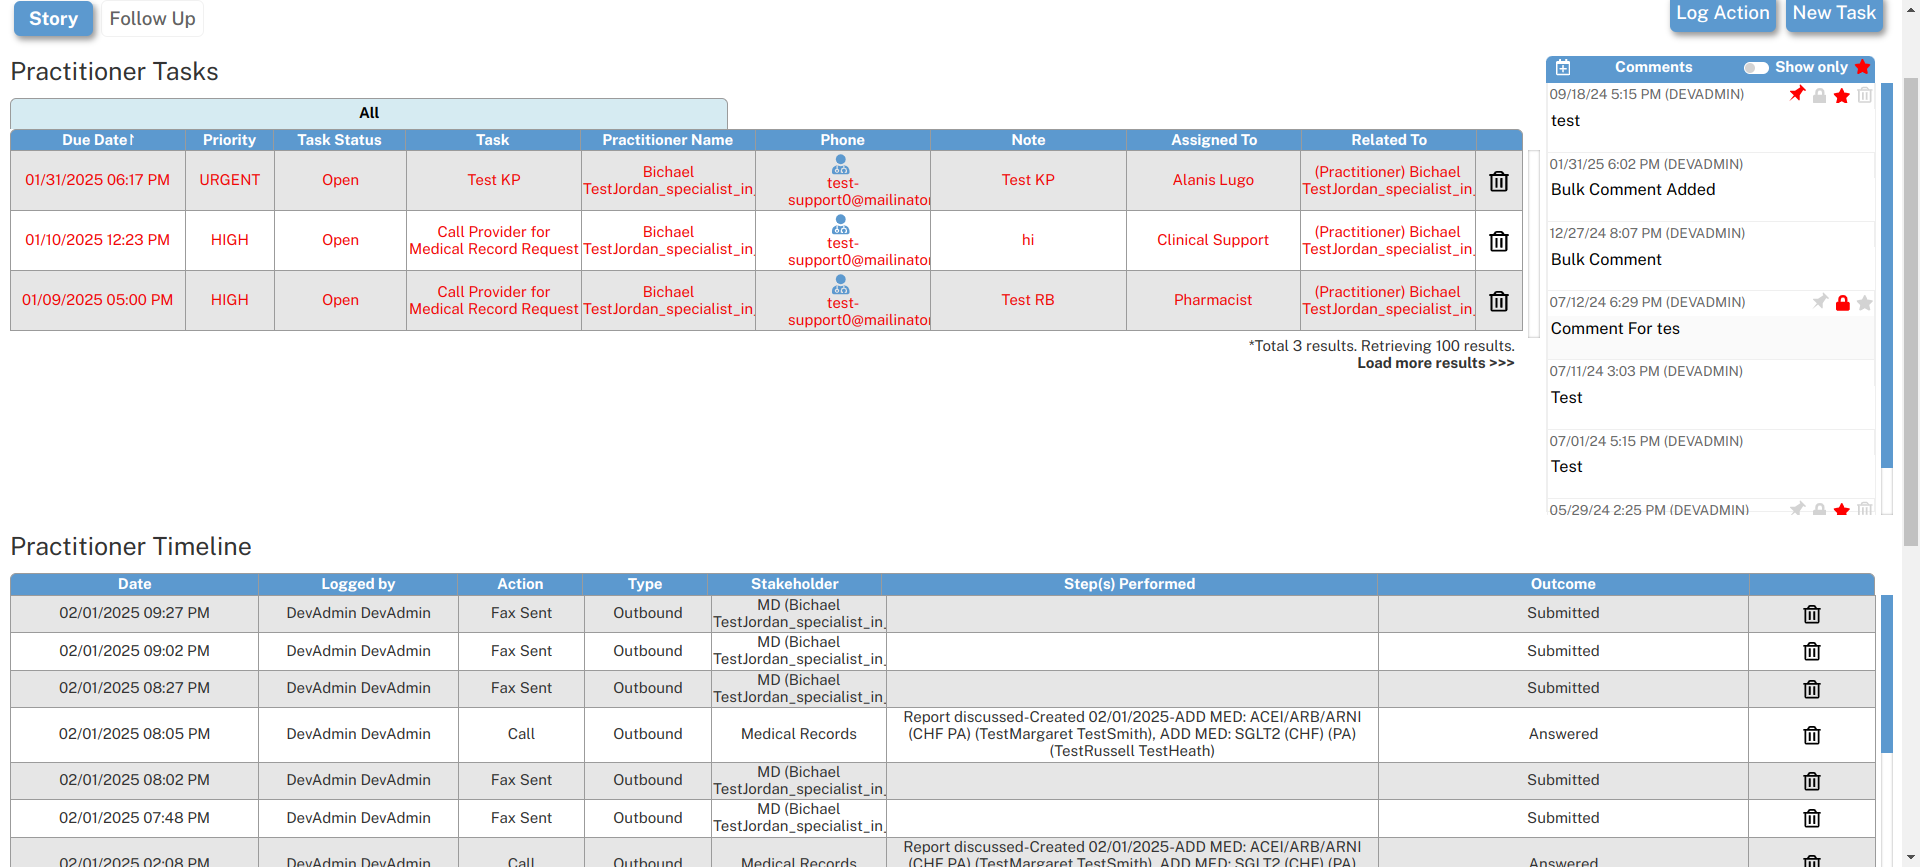 Story
Follow Up
Log Action
New Task
Practitioner Tasks
All
Due Date↑ Priority Task Status Task Practitioner Name Phone Note Assigned To Related To
01/31/2025 06:17 PM URGENT Open Test KP Bichael TestJordan_specialist_in_ test-support0@mailinato Test KP Alanis Lugo (Practitioner) Bichael TestJordan_specialist_in_
01/10/2025 12:23 PM HIGH Open Call Provider for Medical Record Request Bichael TestJordan_specialist_in_ test-support0@mailinato hi Clinical Support (Practitioner) Bichael TestJordan_specialist_in_
01/09/2025 05:00 PM HIGH Open Call Provider for Medical Record Request Bichael TestJordan_specialist_in_ test-support0@mailinato Test RB Pharmacist (Practitioner) Bichael TestJordan_specialist_in_
*Total 3 results. Retrieving 100 results.
Load more results >>>
Comments Show only
09/18/24 5:15 PM (DEVADMIN)
test
01/31/25 6:02 PM (DEVADMIN)
Bulk Comment Added
12/27/24 8:07 PM (DEVADMIN)
Bulk Comment
07/12/24 6:29 PM (DEVADMIN)
Comment For tes
07/11/24 3:03 PM (DEVADMIN)
Test
07/01/24 5:15 PM (DEVADMIN)
Test
05/29/24 2:25 PM (DEVADMIN)
Practitioner Timeline
Date Logged by Action Type Stakeholder Step(s) Performed Outcome
02/01/2025 09:27 PM DevAdmin DevAdmin Fax Sent Outbound MD (Bichael TestJordan_specialist_in_ Submitted
02/01/2025 09:02 PM DevAdmin DevAdmin Fax Sent Outbound MD (Bichael TestJordan_specialist_in_ Submitted
02/01/2025 08:27 PM DevAdmin DevAdmin Fax Sent Outbound MD (Bichael TestJordan_specialist_in_ Submitted
02/01/2025 08:05 PM DevAdmin DevAdmin Call Outbound Medical Records Report discussed-Created 02/01/2025-ADD MED: ACEI/ARB/ARNI (CHF PA) (TestMargaret TestSmith), ADD MED: SGLT2 (CHF) (PA) (TestRussell TestHeath) Answered
02/01/2025 08:02 PM DevAdmin DevAdmin Fax Sent Outbound MD (Bichael TestJordan_specialist_in_ Submitted
02/01/2025 07:48 PM DevAdmin DevAdmin Fax Sent Outbound MD (Bichael TestJordan_specialist_in_ Submitted
02/01/2025 02:08 PM DevAdmin DevAdmin Call Outbound Medical Records Report discussed-Created 02/01/2025-ADD MED: ACEI/ARB/ARNI (CHF PA) (TestMargaret TestSmith), ADD MED: SGLT2 (CHF) (PA) Answered